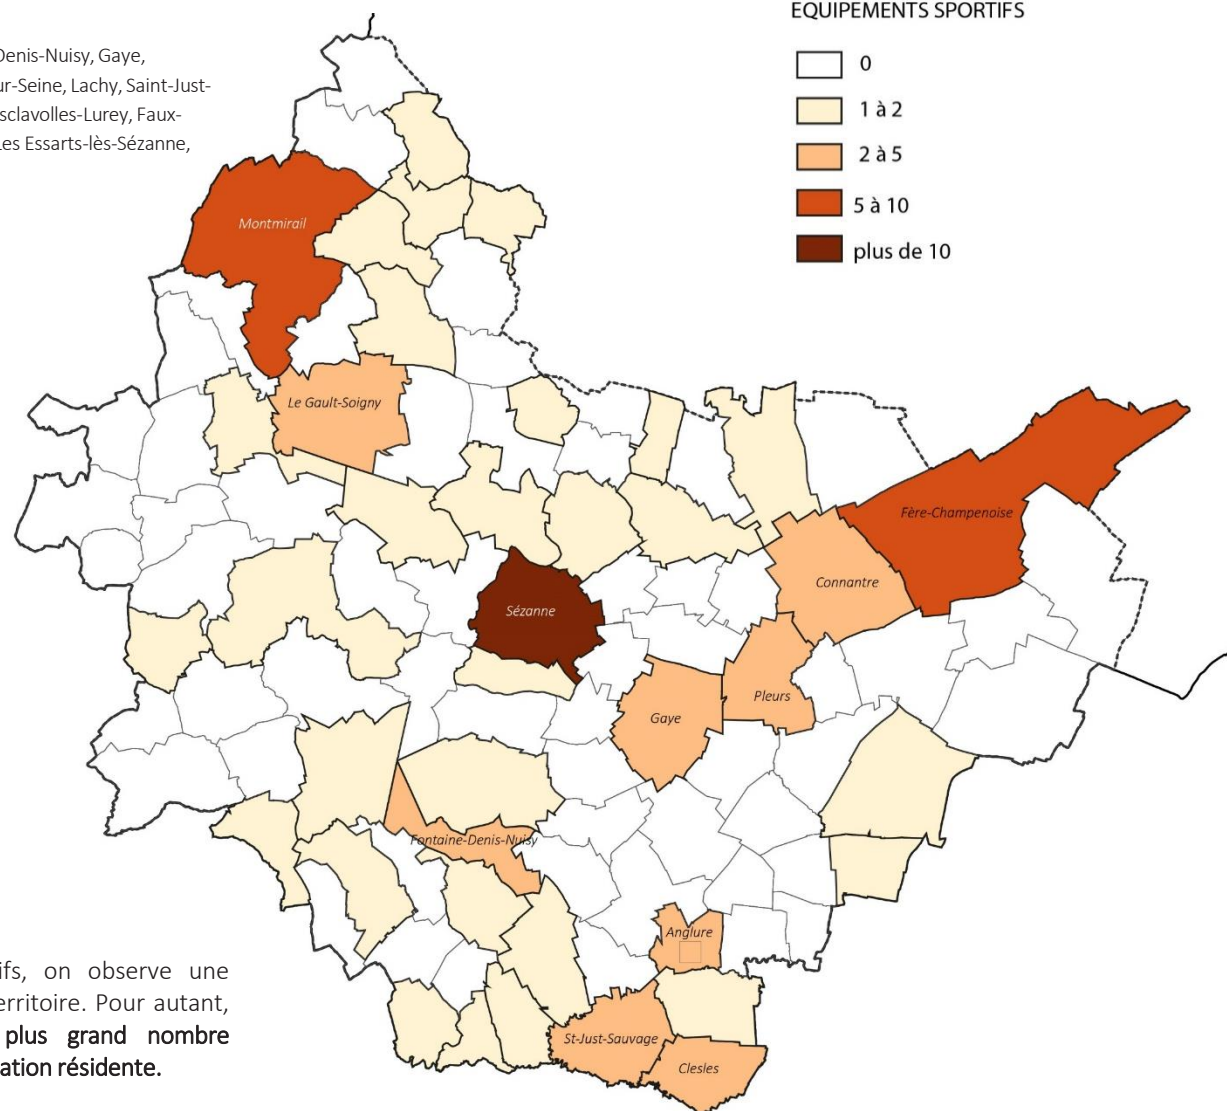 EQUIPEMENTS SPORTIFS
0
1 à 2
2 à 5
5 à 10
plus de 10
Denis-Nuisy, Gaye,
ur-Seine, Lachy, Saint-Just-
sclavolles-Lurey, Faux-
Les Essarts-lès-Sézanne,
Montmirail
Le Gault-Soigny
Fère-Champenoise
Connantre
Sézanne
Pleurs
Gaye
Fontaine-Denis-Nuisy
Anglure
St-Just-Sauvage
Clesles
ifs, on observe une
erritoire. Pour autant,
plus grand nombre
ation résidente.